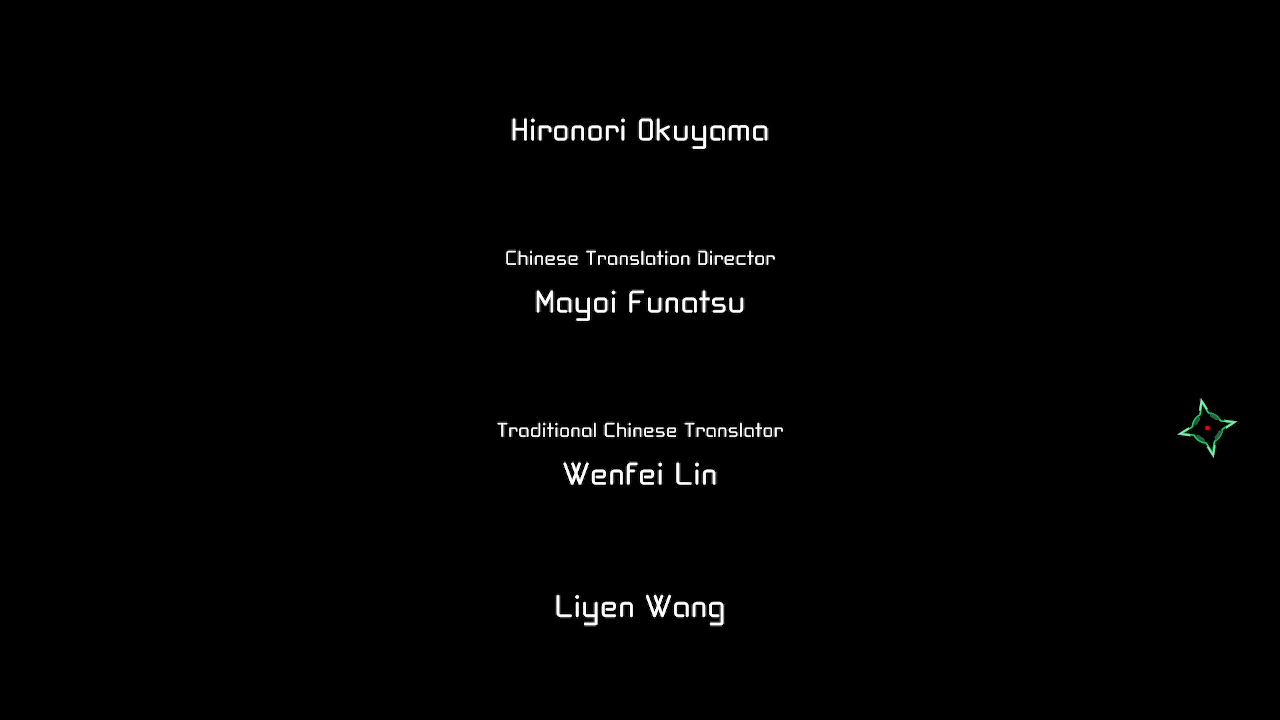 Hironori Okuyama
Chinese Translation Director
Mayoi Funatsu
Traditional Chinese Translator
Wenfei Lin
Liyen Wang